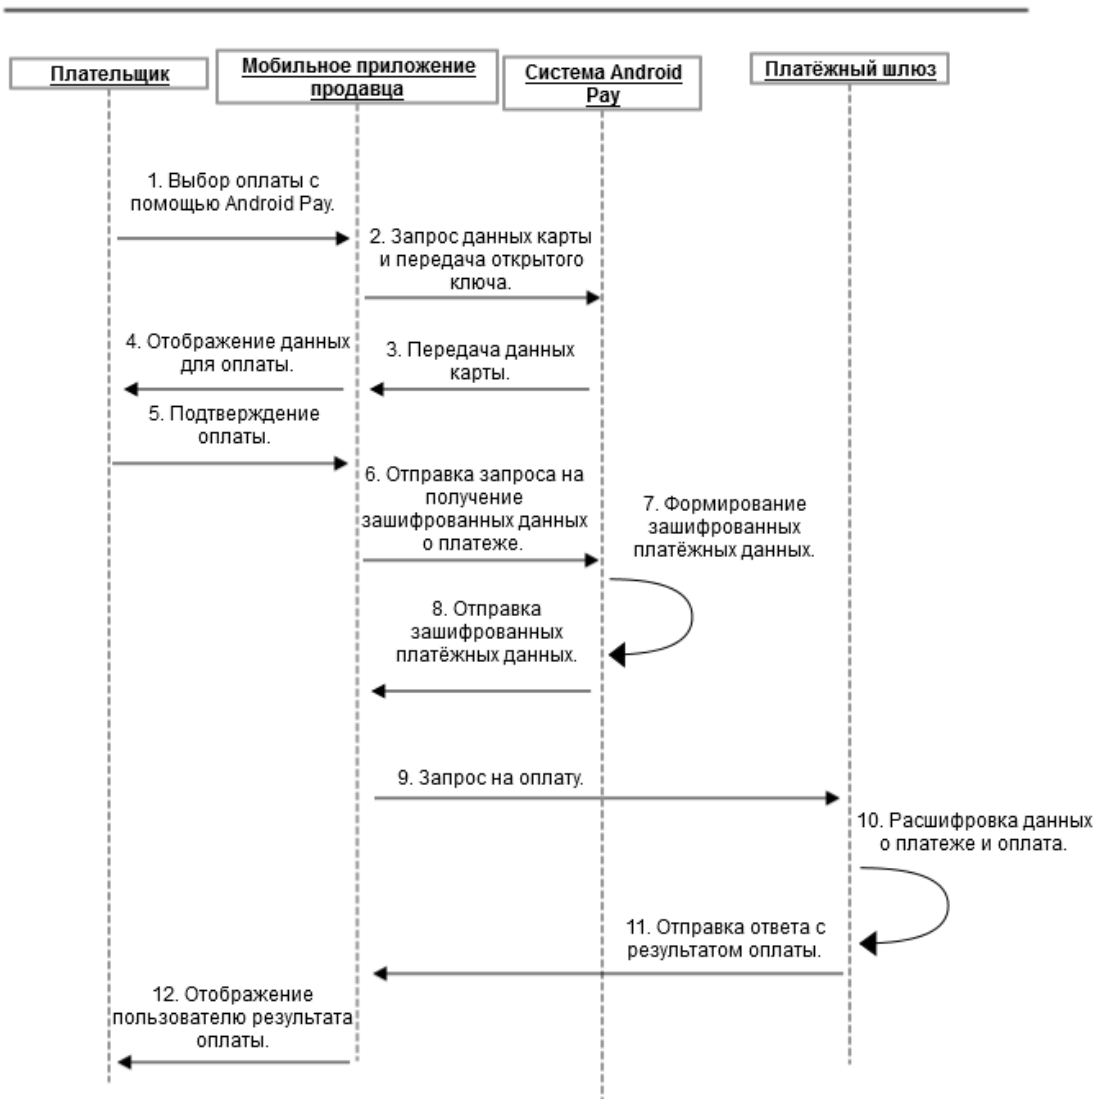 Плательщик
Мобильное приложение
продавца
Система Android
Pay
Платёжный шлюз
1. Выбор оплаты с
помощью Android Pay.
2. Запрос данных карты
и передача открытого
ключа.
4. Отображение данных
для оплаты.
3. Передача данных
карты.
5. Подтверждение
оплаты.
6. Отправка запроса на
получение
зашифрованных данных
о платеже.
7. Формирование
зашифрованных
платёжных данных.
8. Отправка
зашифрованных
платёжных данных.
9. Запрос на оплату.
10. Расшифровка данных
о платеже и оплата.
11. Отправка ответа с
результатом оплаты.
12. Отображение
пользователю результата
оплаты.